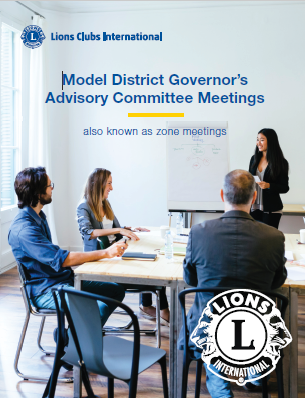 Lions Clubs International
Model District Governor's
Advisory Committee Meetings
also known as zone meetings
LIONS
L
INTERNATIONAL